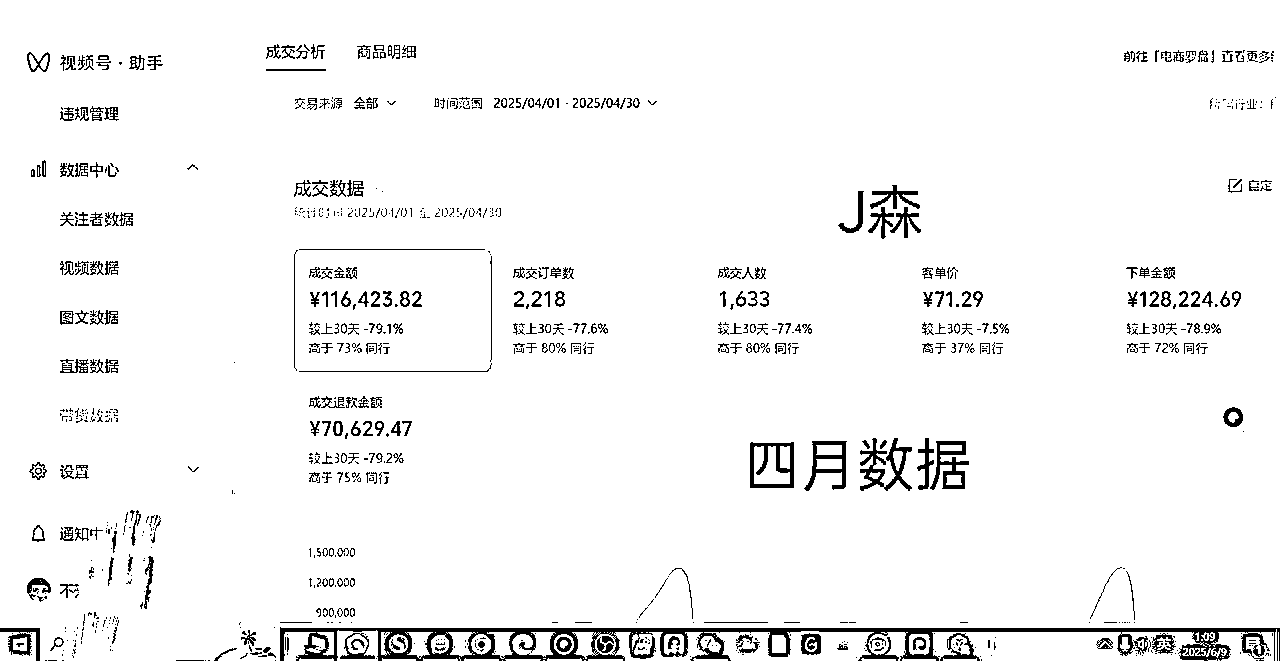 视频号·助手
违规管理
数据中心
关注者数据
视频数据
图文数据
直播数据
带货数据
设置
通知中
不
成交分析 商品明细
前往「电商罗盘」查看更多
交易来源 全部 时间范围 2025/04/01 - 2025/04/30
所属行业:
成交数据
统计时间 2025/04/01 至 2025/04/30
J森
自定
成交金额
¥116,423.82
较上30天 -79.1%
高于 73% 同行
成交订单数
2,218
较上30天 -77.6%
高于 80% 同行
成交人数
1,633
较上30天 -77.4%
高于 80% 同行
客单价
¥71.29
较上30天 -7.5%
高于 37% 同行
下单金额
¥128,224.69
较上30天 -78.9%
高于 72% 同行
成交退款金额
¥70,629.47
较上30天 -79.2%
高于 75% 同行
四月数据
1,500,000
1,200,000
900,000
英
1:09
2025/6/9